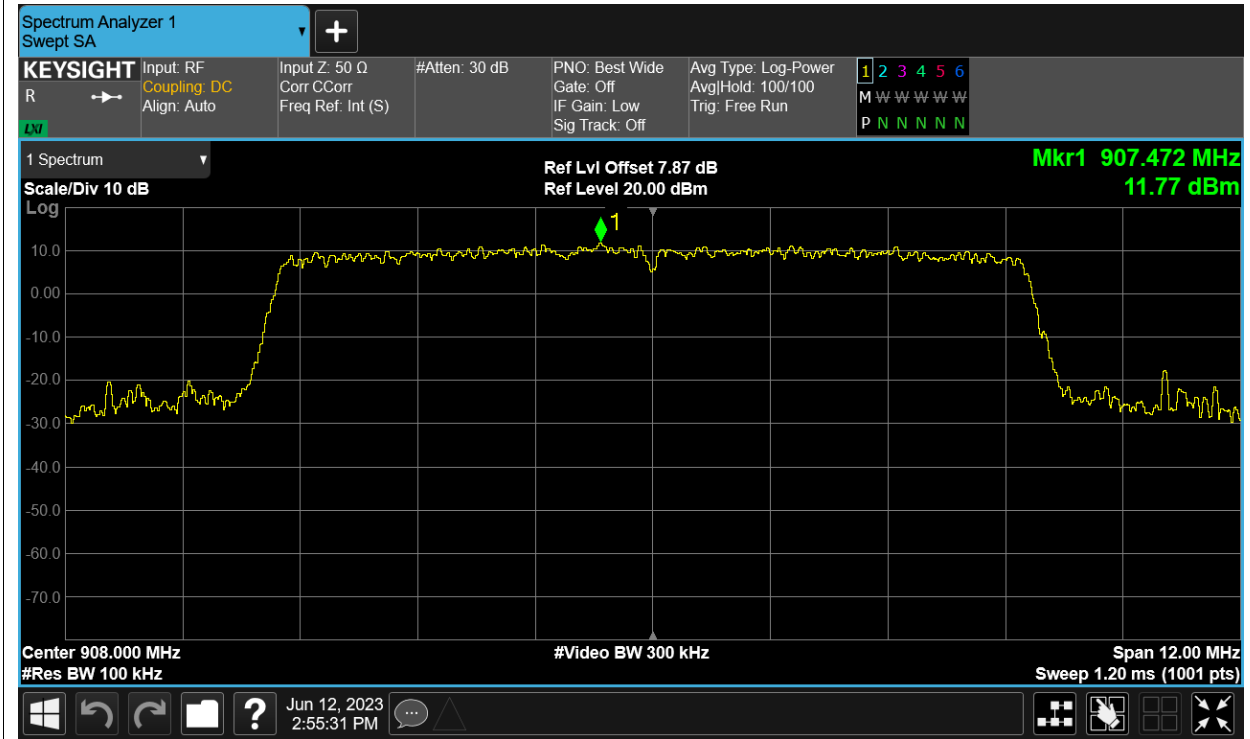 Spectrum Analyzer 1
Swept SA
KEYSIGHT
R
LXI
Input: RF
Coupling: DC
Align: Auto
Input Z: 50 Ω
Corr CCorr
Freq Ref: Int (S)
#Atten: 30 dB
PNO: Best Wide
Gate: Off
IF Gain: Low
Sig Track: Off
Avg Type: Log-Power
Avg|Hold: 100/100
Trig: Free Run
1 2 3 4 5 6
M W W W W W
P N N N N N
1 Spectrum
Scale/Div 10 dB
Ref Lvl Offset 7.87 dB
Ref Level 20.00 dBm
Mkr1 907.472 MHz
11.77 dBm
Log
1
10.0
0.00
-10.0
-20.0
-30.0
-40.0
-50.0
-60.0
-70.0
Center 908.000 MHz
#Res BW 100 kHz
#Video BW 300 kHz
Span 12.00 MHz
Sweep 1.20 ms (1001 pts)
?
Jun 12, 2023
2:55:31 PM